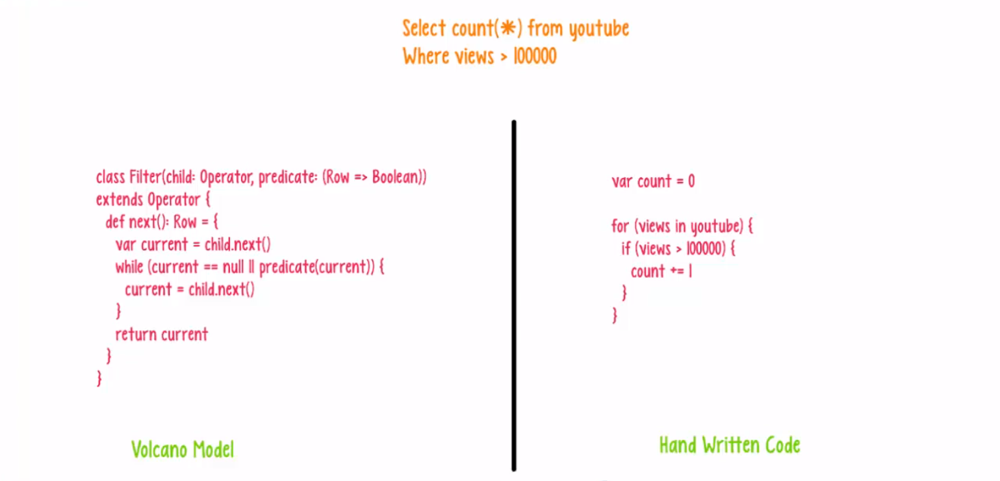 Select count(*) from youtube
Where views > 100000
class Filter(child: Operator, predicate: (Row => Boolean))
extends Operator {
def next(): Row = {
var current = child.next()
while (current == null || predicate(current)) {
current = child.next()
}
return current
}
}
Volcano Model
var count = 0
for (views in youtube) {
if (views > 100000) {
count += 1
}
}
Hand Written Code